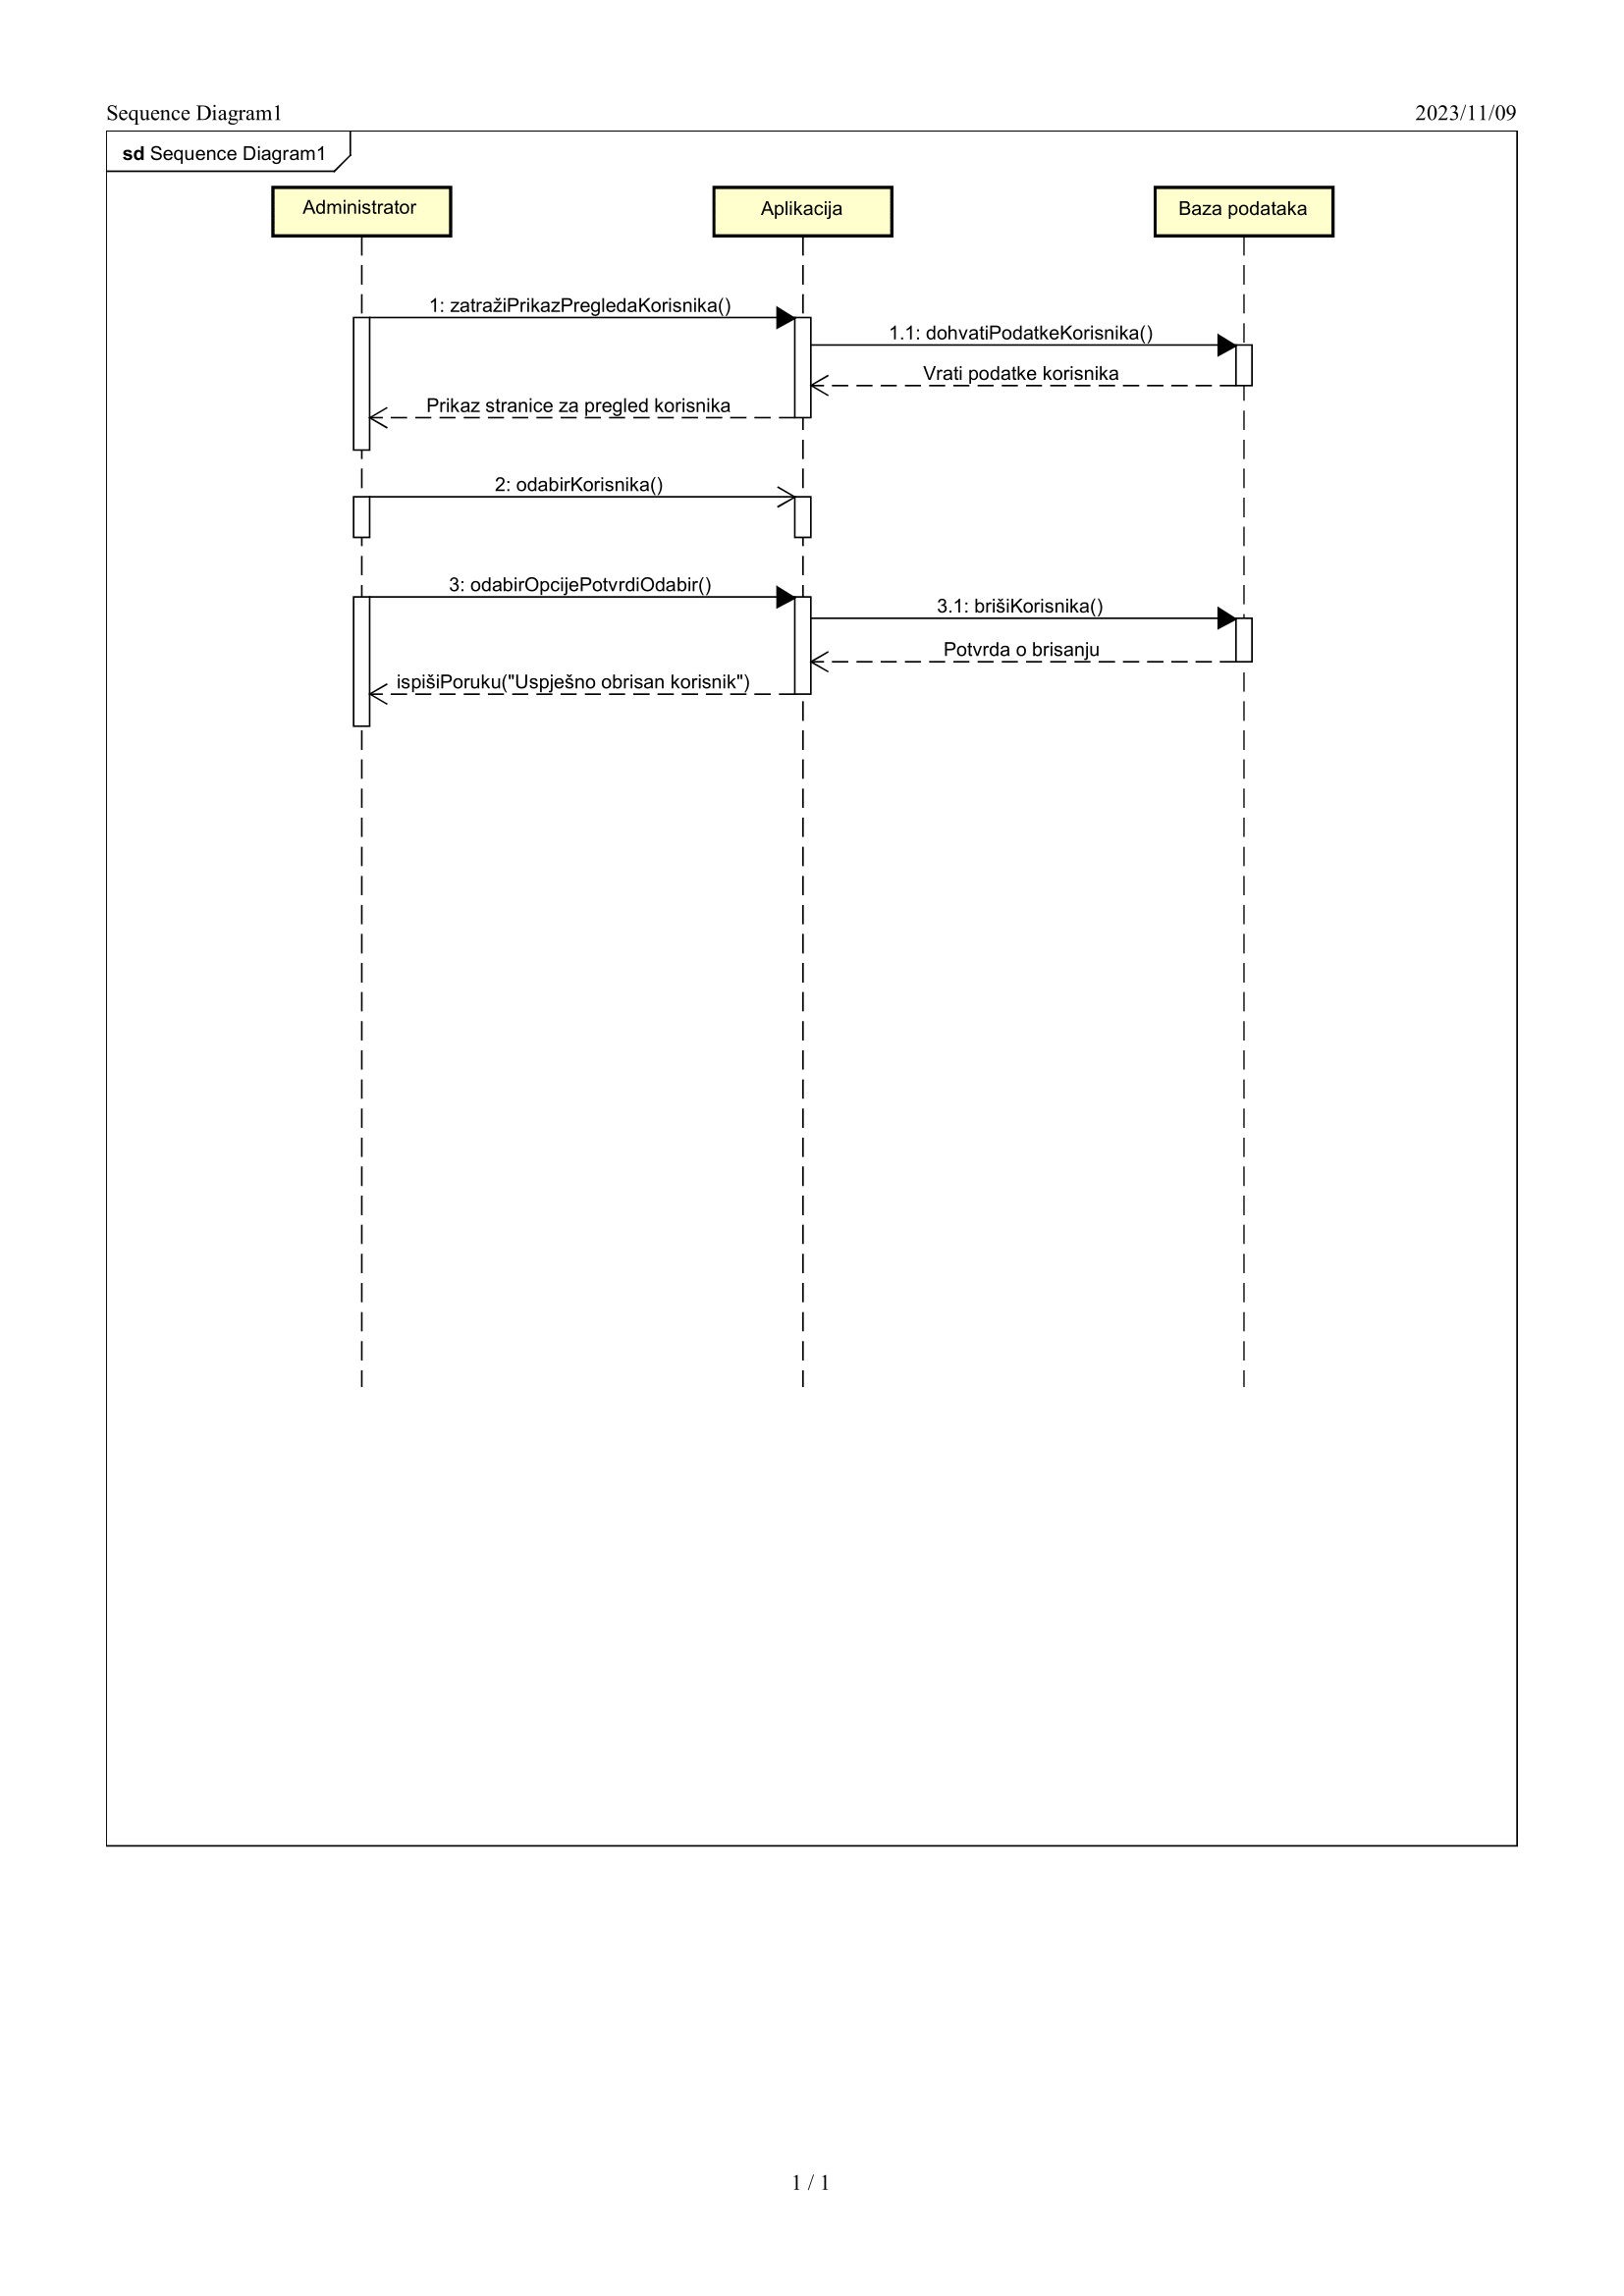 Sequence Diagram1
2023/11/09
sd Sequence Diagram1
Administrator
Aplikacija
Baza podataka
1: zatražiPrikazPregledaKorisnika()
1.1: dohvatiPodatkeKorisnika()
Vrati podatke korisnika
Prikaz stranice za pregled korisnika
2: odabirKorisnika()
3: odabirOpcijePotvrdiOdabir()
3.1: brišiKorisnika()
Potvrda o brisanju
ispišiPoruku("Uspješno obrisan korisnik")
1 / 1